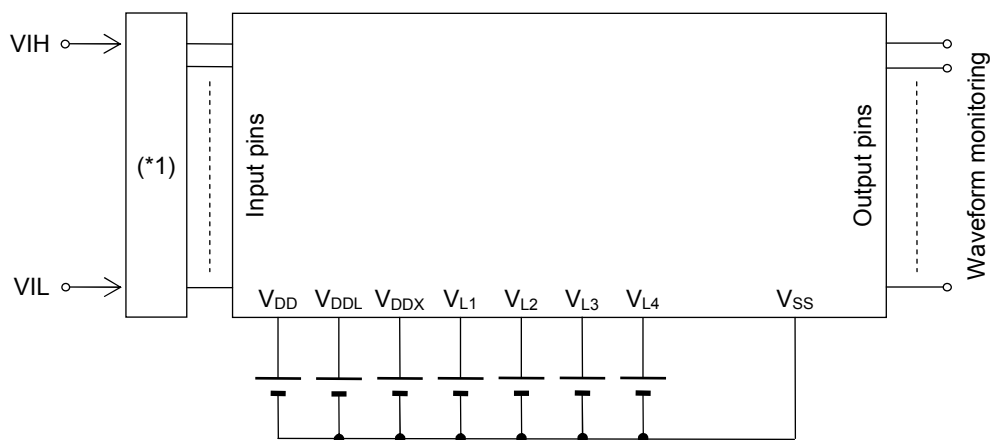 VIH
(*1)
VIL
Input pins
Output pins
Waveform monitoring
VDD VDDL VDDX VL1 VL2 VL3 VL4 VSS